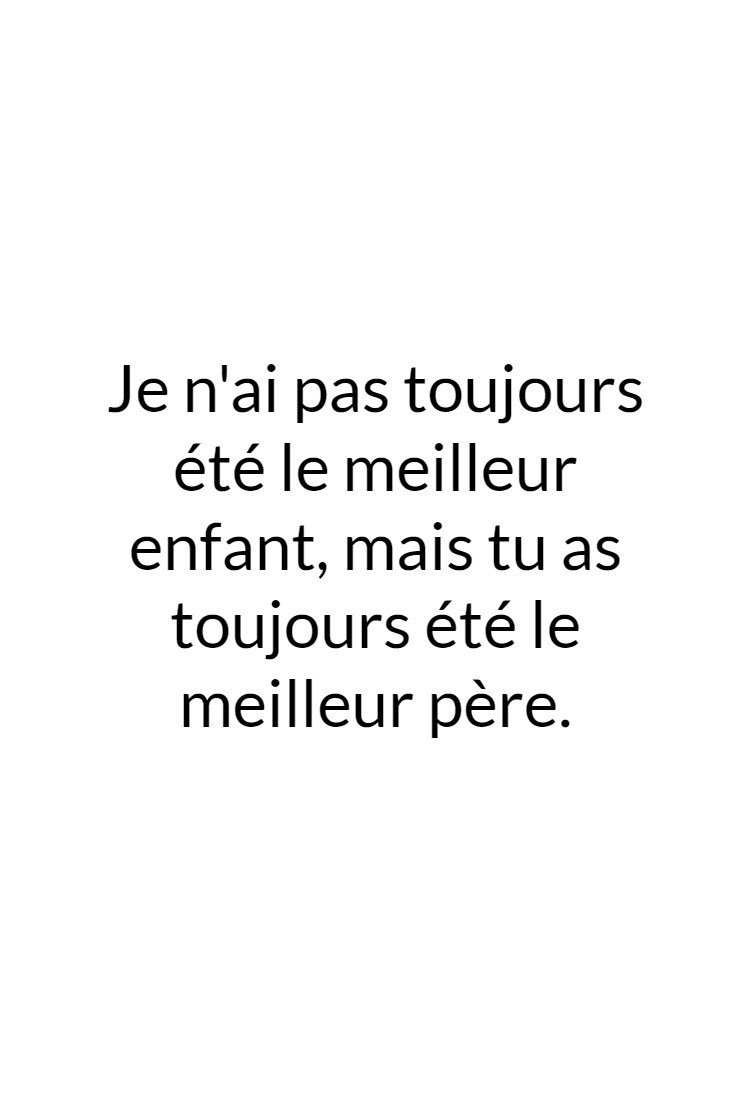 Je n'ai pas toujours
été le meilleur
enfant, mais tu as
toujours été le
meilleur père.